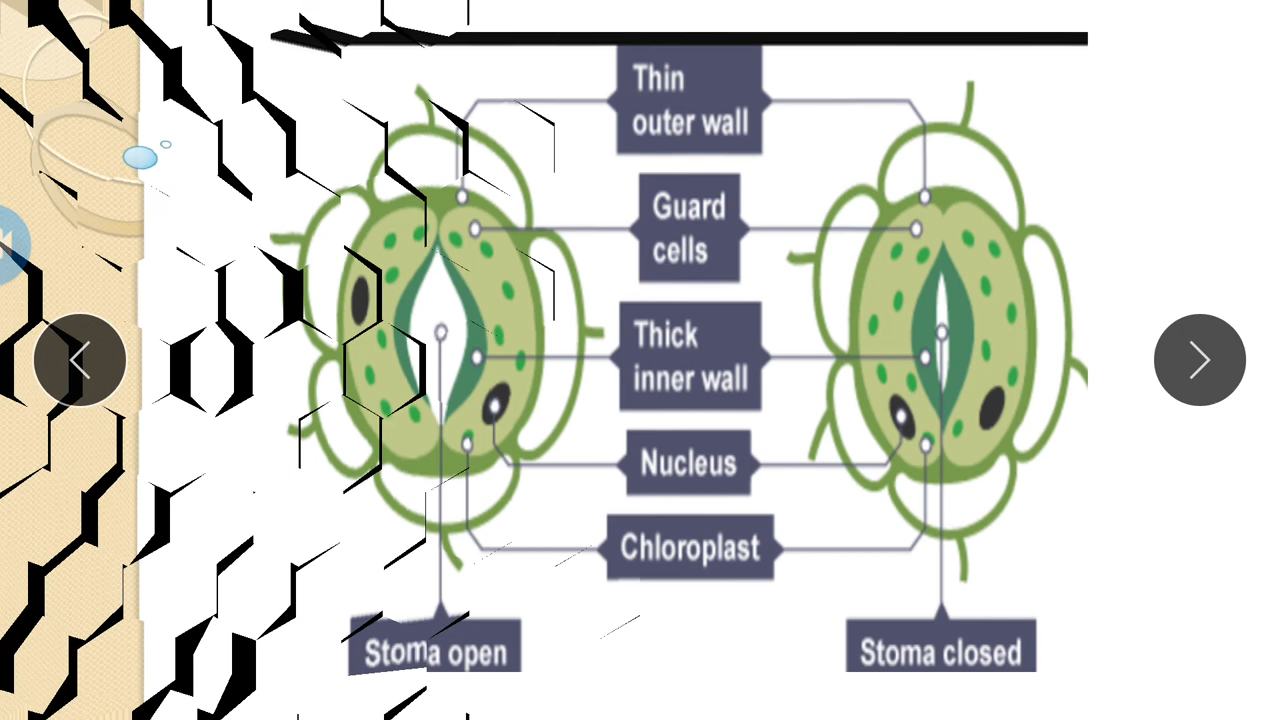 Thin
outer wall
Guard
cells
Thick
inner wall
Nucleus
Chloroplast
Stoma open
Stoma closed